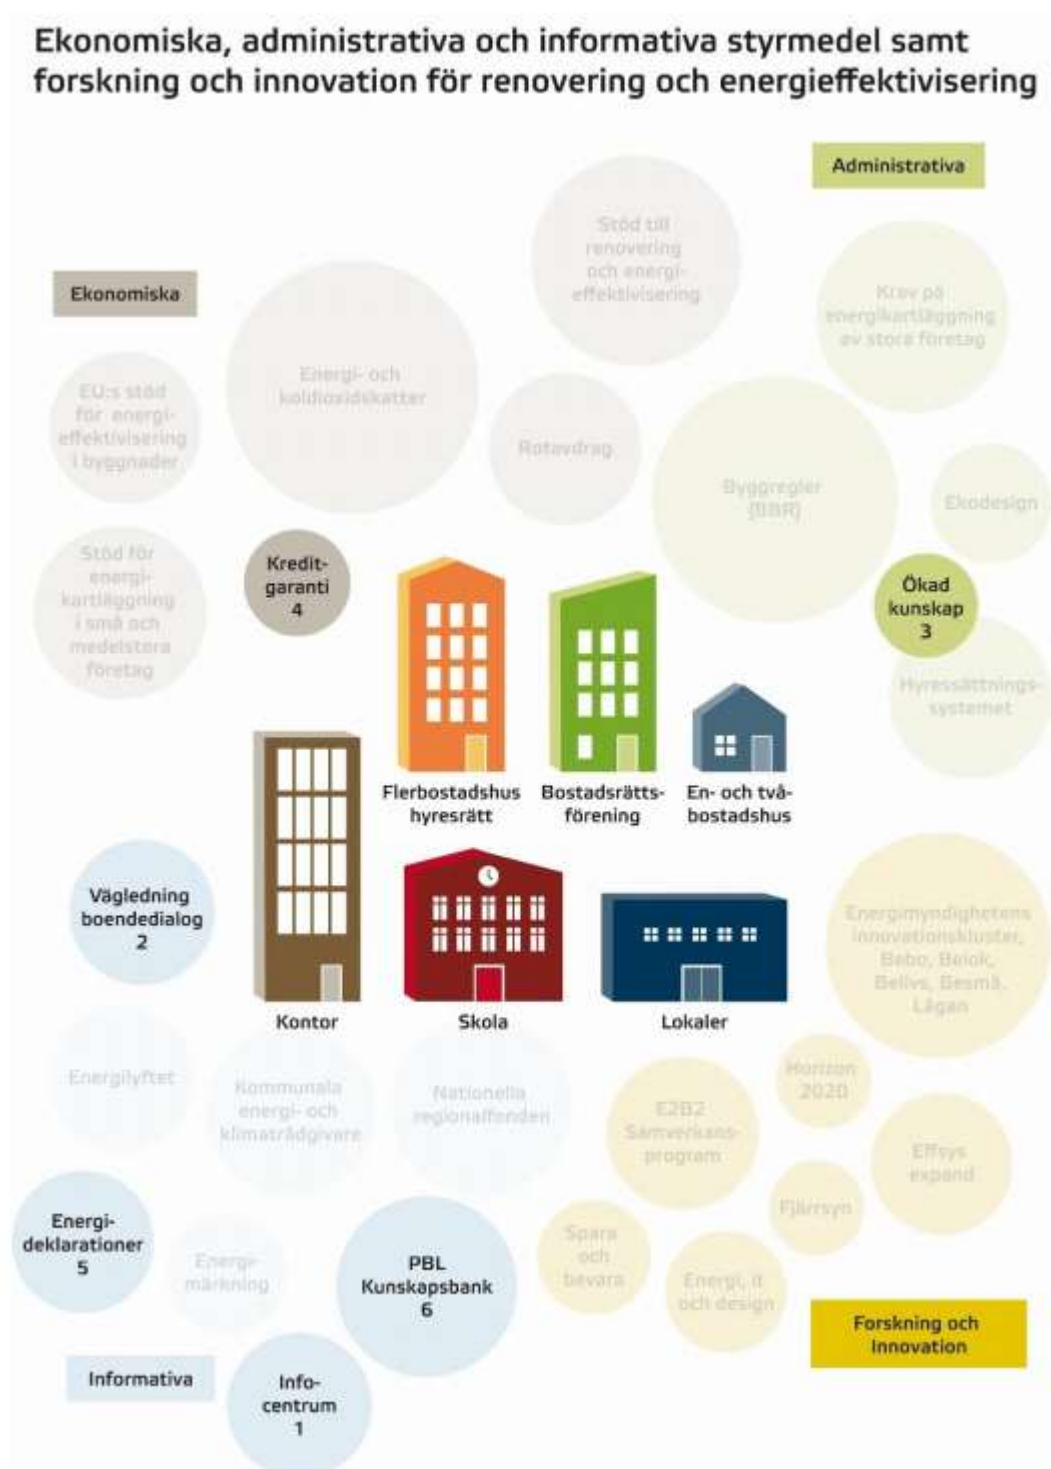 Ekonomiska, administrativa och informativa styrmedel samt
forskning och innovation för renovering och energieffektivisering
Administrativa
Stöd till
renovering
och energi-
effektivisering
Ekonomiska
Krav på
energikartläggning
av stora företag
Energi- och
koldioxidskatter
EU:s stöd
för energi-
effektivisering
i byggnader
Rotavdrag
Byggregler
(BBR)
Ekodesign
Stöd för
energi-
kartläggning
i små och
medelstora
företag
Kredit-
garanti
4
Ökad
kunskap
3
Hyressättnings-
systemet
Flerbostadshus
hyresrätt
Bostadsrätts-
förening
En- och två-
bostadshus
Vägledning
boendedialog
2
Energimyndighetens
innovationskluster,
Bebo, Belok,
Belivs, Besmå,
Lågan
Kontor
Skola
Lokaler
Energilyftet
Kommunala
energi- och
klimatrådgivare
Nationella
regionalfonden
Horizon
2020
E2B2
Samverkans-
program
Effsys
expand
Fjärrsyn
Energi-
deklarationer
5
Energi-
märkning
PBL
Kunskapsbank
6
Spara
och
bevara
Energi, it
och design
Forskning och
Innovation
Informativa
Info-
centrum
1